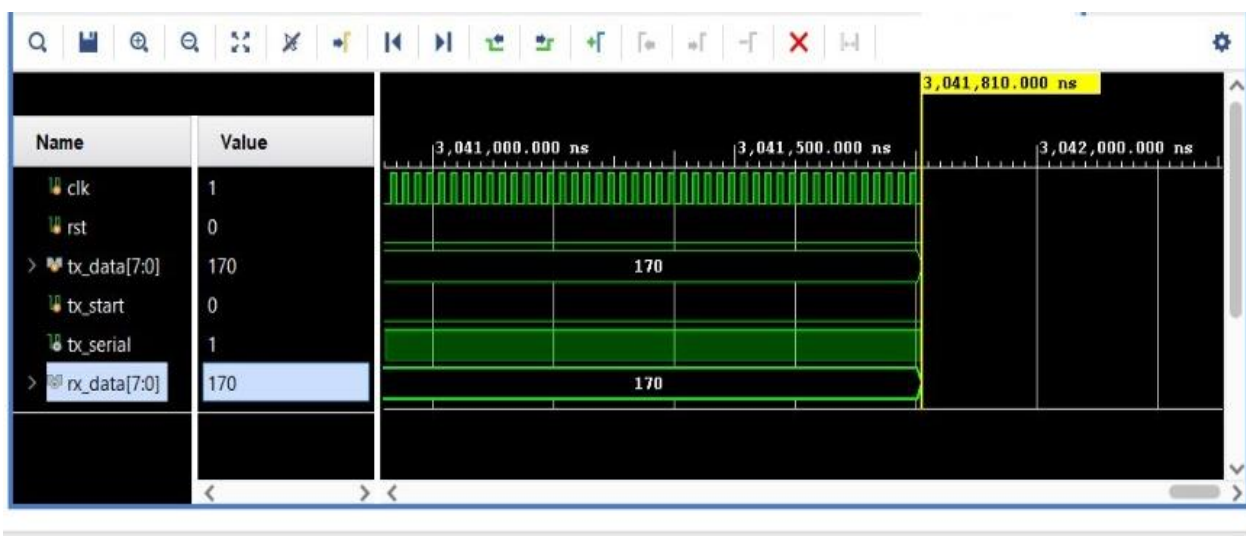 3,041,810.000 ns
Name Value 3,041,000.000 ns 3,041,500.000 ns 3,042,000.000 ns
clk 1
rst 0
tx_data[7:0] 170 170
tx_start 0
tx_serial 1
rx_data[7:0] 170 170